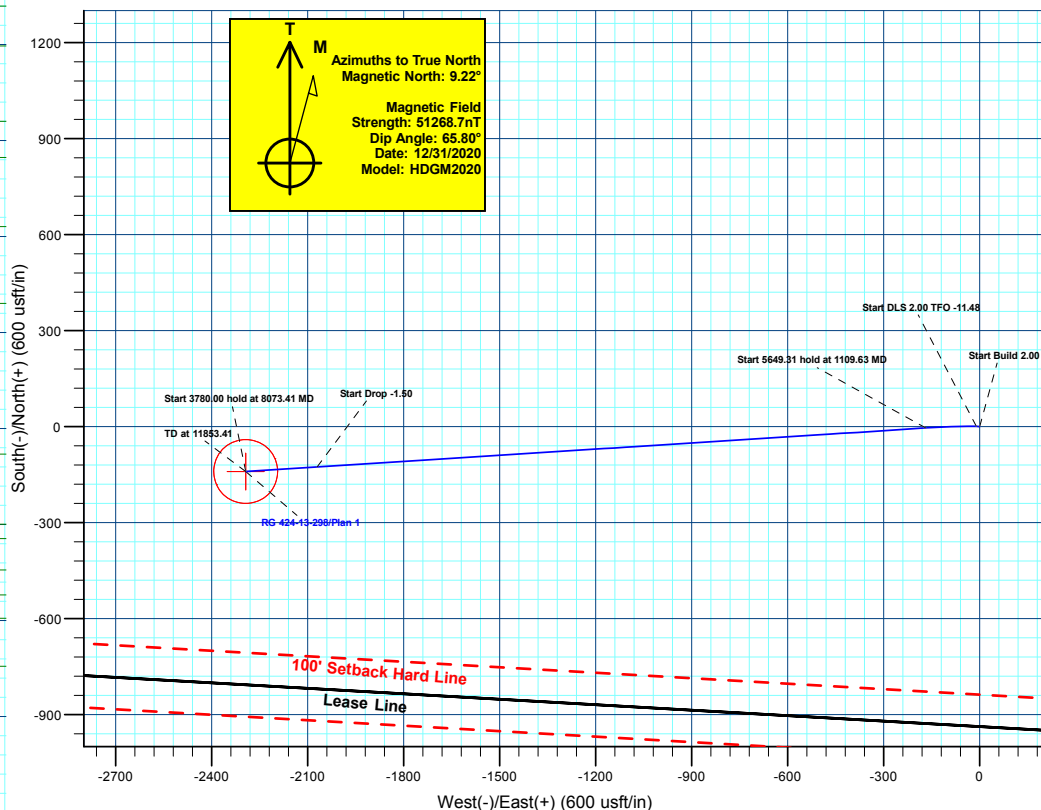 T
M
Azimuths to True North
Magnetic North: 9.22°
Magnetic Field
Strength: 51268.7nT
Dip Angle: 65.80°
Date: 12/31/2020
Model: HDGM2020
1200
900
600
300
0
-300
-600
-900
South(-)/North(+) (600 usft/in)
Start DLS 2.00 TFO -11.48
Start Build 2.00
Start 5649.31 hold at 1109.63 MD
Start Drop -1.50
Start 3780.00 hold at 8073.41 MD
TD at 11853.41
RG 424-13-298/Plan 1
100' Setback Hard Line
Lease Line
-2700 -2400 -2100 -1800 -1500 -1200 -900 -600 -300 0
West(-)/East(+) (600 usft/in)